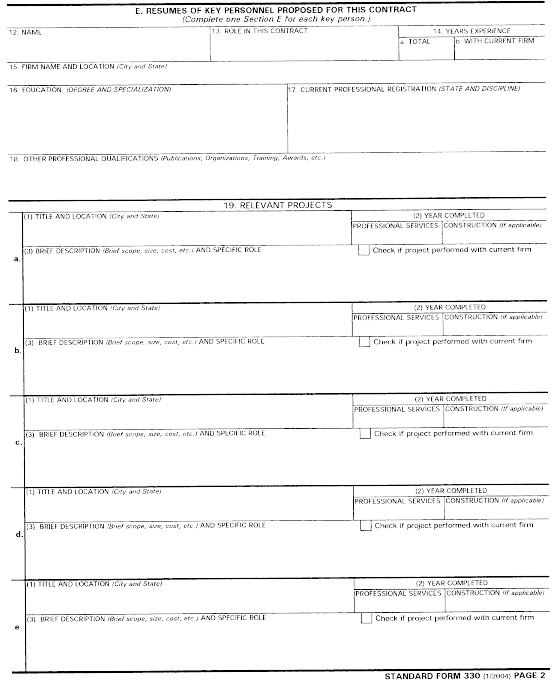 E. RESUMES OF KEY PERSONNEL PROPOSED FOR THIS CONTRACT
(Complete one Section E for each key person.)
12. NAME
13. ROLE IN THIS CONTRACT
14. YEARS EXPERIENCE
a. TOTAL
b. WITH CURRENT FIRM
15. FIRM NAME AND LOCATION (City and State)
16. EDUCATION (DEGREE AND SPECIALIZATION)
17. CURRENT PROFESSIONAL REGISTRATION (STATE AND DISCIPLINE)
18. OTHER PROFESSIONAL QUALIFICATIONS (Publications, Organizations, Training, Awards, etc.)
19. RELEVANT PROJECTS
a.
(1) TITLE AND LOCATION (City and State)
(2) YEAR COMPLETED
PROFESSIONAL SERVICES
CONSTRUCTION (If applicable)
(3) BRIEF DESCRIPTION (Brief scope, size, cost, etc.) AND SPECIFIC ROLE
Check if project performed with current firm
b.
(1) TITLE AND LOCATION (City and State)
(2) YEAR COMPLETED
PROFESSIONAL SERVICES
CONSTRUCTION (If applicable)
(3) BRIEF DESCRIPTION (Brief scope, size, cost, etc.) AND SPECIFIC ROLE
Check if project performed with current firm
c.
(1) TITLE AND LOCATION (City and State)
(2) YEAR COMPLETED
PROFESSIONAL SERVICES
CONSTRUCTION (If applicable)
(3) BRIEF DESCRIPTION (Brief scope, size, cost, etc.) AND SPECIFIC ROLE
Check if project performed with current firm
d.
(1) TITLE AND LOCATION (City and State)
(2) YEAR COMPLETED
PROFESSIONAL SERVICES
CONSTRUCTION (If applicable)
(3) BRIEF DESCRIPTION (Brief scope, size, cost, etc.) AND SPECIFIC ROLE
Check if project performed with current firm
e.
(1) TITLE AND LOCATION (City and State)
(2) YEAR COMPLETED
PROFESSIONAL SERVICES
CONSTRUCTION (If applicable)
(3) BRIEF DESCRIPTION (Brief scope, size, cost, etc.) AND SPECIFIC ROLE
Check if project performed with current firm
STANDARD FORM 330 (1/2004) PAGE 2